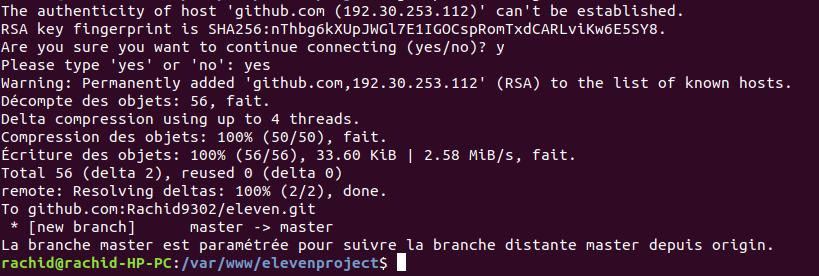 The authenticity of host 'github.com (192.30.253.112)' can't be established.
RSA key fingerprint is SHA256:nThbg6kXUpJWGl7E1IGOCspRomTxdCARLviKw6E5SY8.
Are you sure you want to continue connecting (yes/no)? y
Please type 'yes' or 'no': yes
Warning: Permanently added 'github.com,192.30.253.112' (RSA) to the list of known hosts.
Décompte des objets: 56, fait.
Delta compression using up to 4 threads.
Compression des objets: 100% (50/50), fait.
Écriture des objets: 100% (56/56), 33.60 KiB | 2.58 MiB/s, fait.
Total 56 (delta 2), reused 0 (delta 0)
remote: Resolving deltas: 100% (2/2), done.
To github.com:Rachid9302/eleven.git
 * [new branch]      master -> master
La branche master est paramétrée pour suivre la branche distante master depuis origin.
rachid@rachid-HP-PC:/var/www/elevenproject$